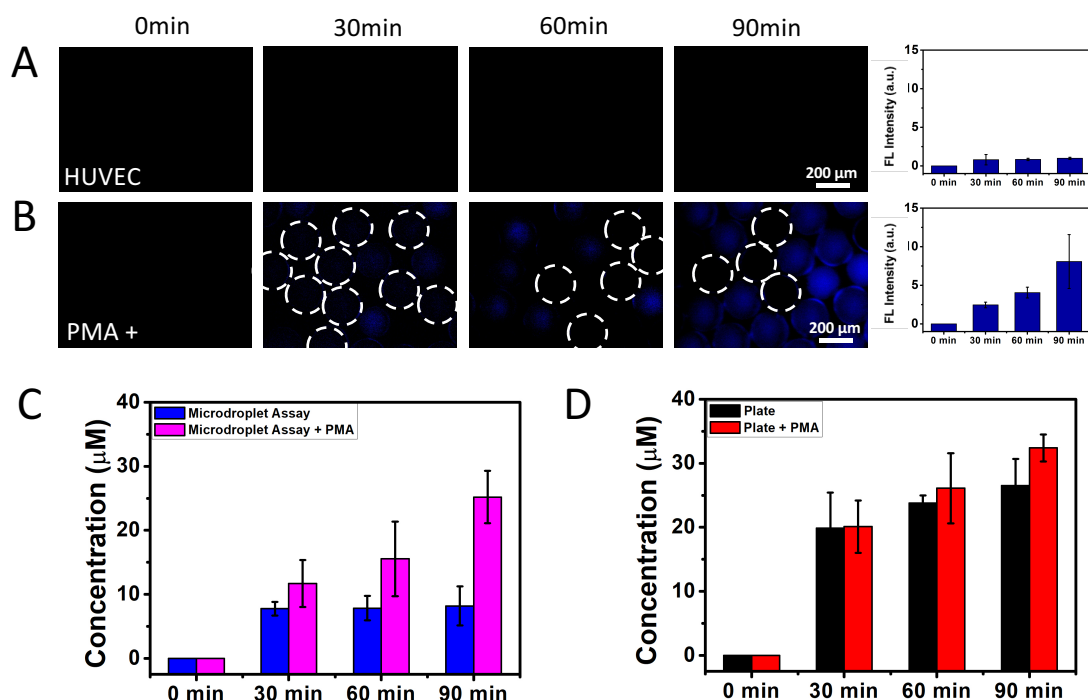 0min 30min 60min 90min
A
HUVEC
200 µm
FL Intensity (a.u.)
15
10
5
0
0 min 30 min 60 min 90 min
B
PMA +
200 µm
FL Intensity (a.u.)
15
10
5
0
0 min 30 min 60 min 90 min
C
Concentration (µM)
40
30
20
10
0
Microdroplet Assay
Microdroplet Assay + PMA
0 min 30 min 60 min 90 min
D
Concentration (µM)
40
30
20
10
0
Plate
Plate + PMA
0 min 30 min 60 min 90 min